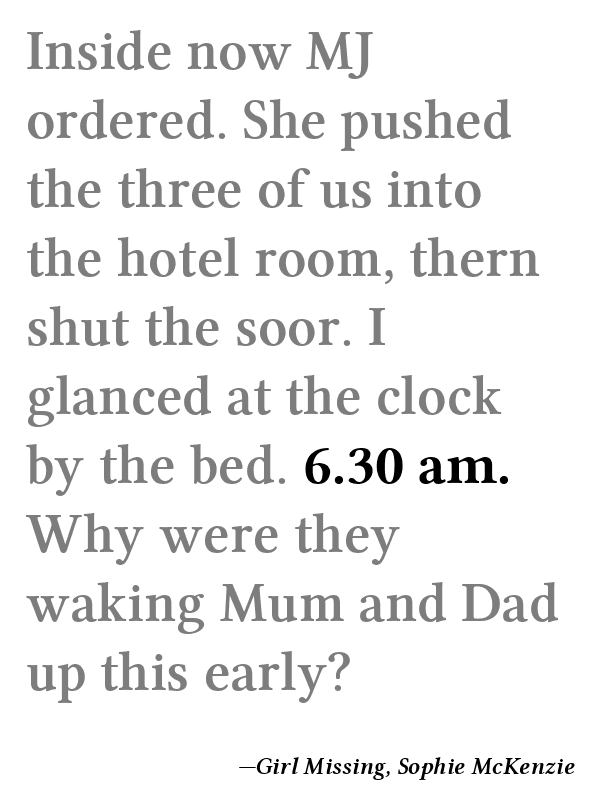 Inside now MJ
ordered. She pushed
the three of us into
the hotel room, thern
shut the soor. I
glanced at the clock
by the bed. 6.30 am.
Why were they
waking Mum and Dad
up this early?
—Girl Missing, Sophie McKenzie